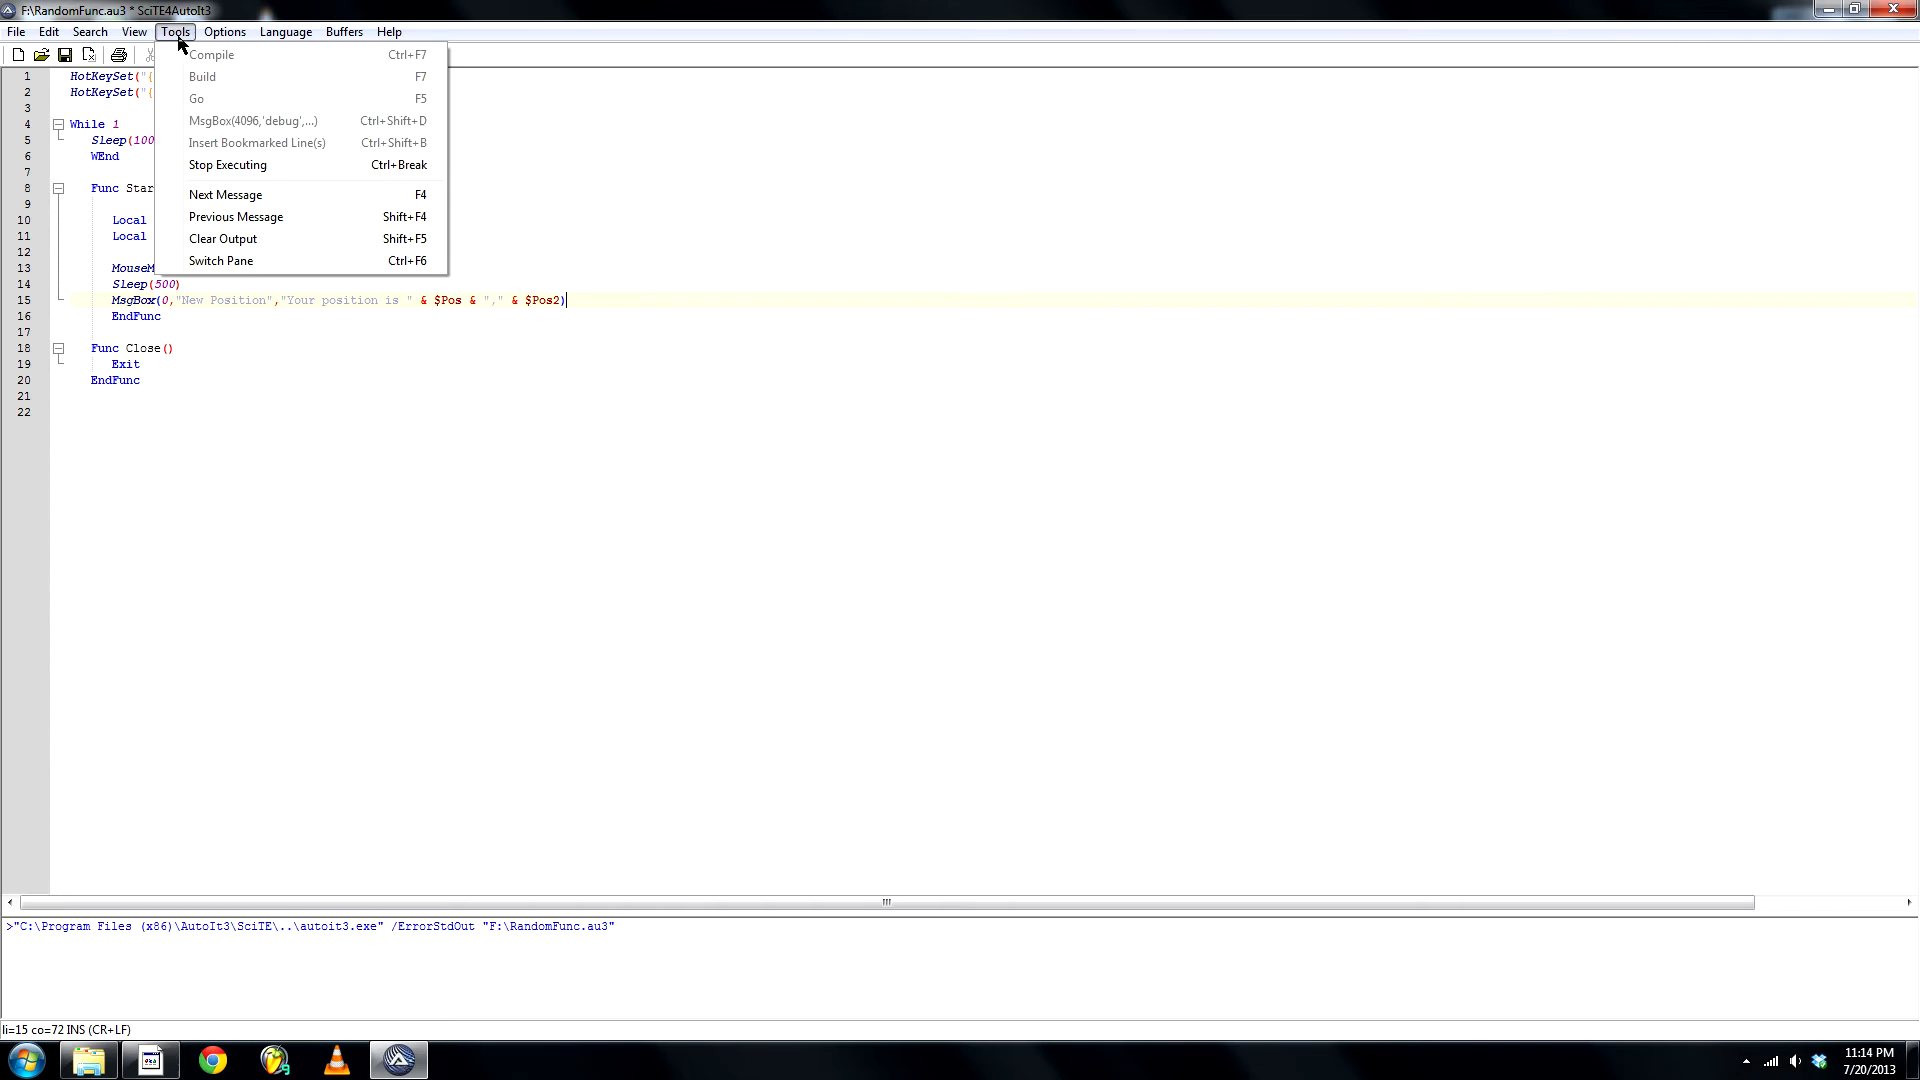 F:\RandomFunc.au3 * SciTE4AutoIt3
File Edit Search View Tools Options Language Buffers Help
Compile Ctrl+F7
Build F7
Go F5
MsgBox(4096,'debug',...) Ctrl+Shift+D
Insert Bookmarked Line(s) Ctrl+Shift+B
Stop Executing Ctrl+Break
Next Message F4
Previous Message Shift+F4
Clear Output Shift+F5
Switch Pane Ctrl+F6
1 HotKeySet("{
2 HotKeySet("{
3
4 While 1
5 Sleep(100
6 WEnd
7
8 Func Star
9
10 Local
11 Local
12
13 MouseM
14 Sleep(500)
15 MsgBox(0,"New Position","Your position is " & $Pos & "," & $Pos2)
16 EndFunc
17
18 Func Close()
19 Exit
20 EndFunc
21
22
>"C:\Program Files (x86)\AutoIt3\SciTE\..\autoit3.exe" /ErrorStdOut "F:\RandomFunc.au3"
li=15 co=72 INS (CR+LF)
11:14 PM
7/20/2013